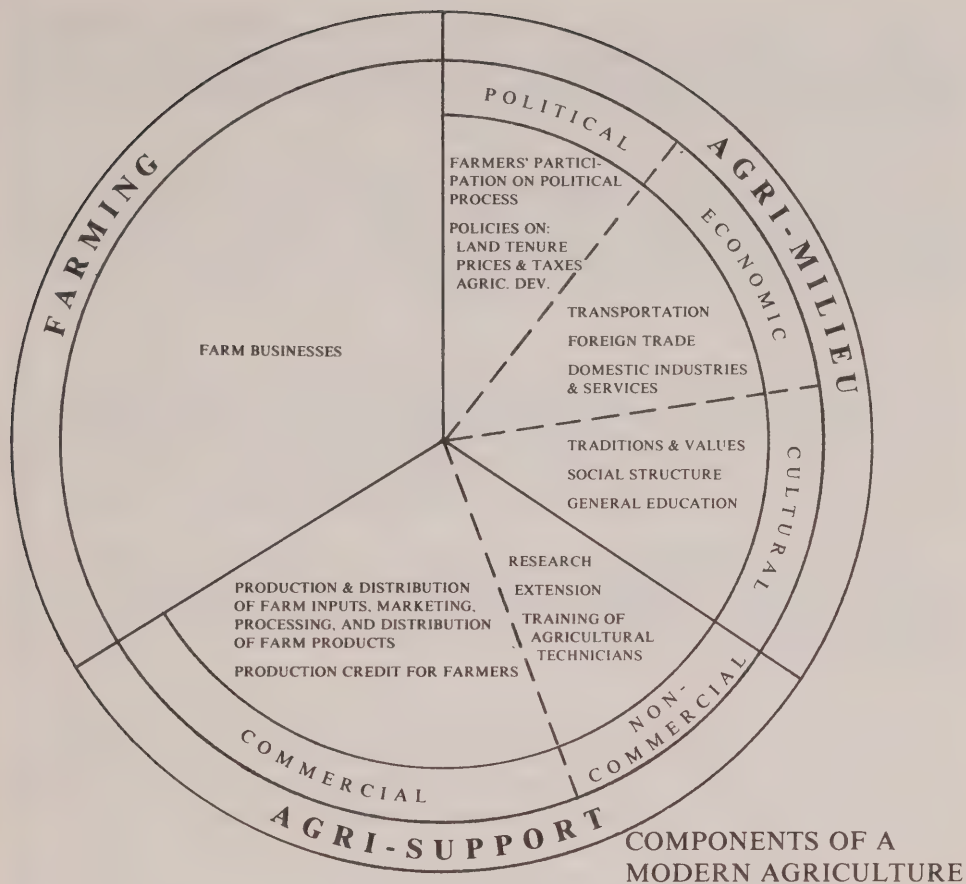 FARMING
FARM BUSINESSES
AGRI-MILIEU
POLITICAL
FARMERS' PARTICI-
PATION ON POLITICAL
PROCESS
POLICIES ON:
LAND TENURE
PRICES & TAXES
AGRIC. DEV.
ECONOMIC
TRANSPORTATION
FOREIGN TRADE
DOMESTIC INDUSTRIES
& SERVICES
CULTURAL
TRADITIONS & VALUES
SOCIAL STRUCTURE
GENERAL EDUCATION
AGRI-SUPPORT
NON-
COMMERCIAL
RESEARCH
EXTENSION
TRAINING OF
AGRICULTURAL
TECHNICIANS
COMMERCIAL
PRODUCTION & DISTRIBUTION
OF FARM INPUTS, MARKETING,
PROCESSING, AND DISTRIBUTION
OF FARM PRODUCTS
PRODUCTION CREDIT FOR FARMERS
COMPONENTS OF A
MODERN AGRICULTURE